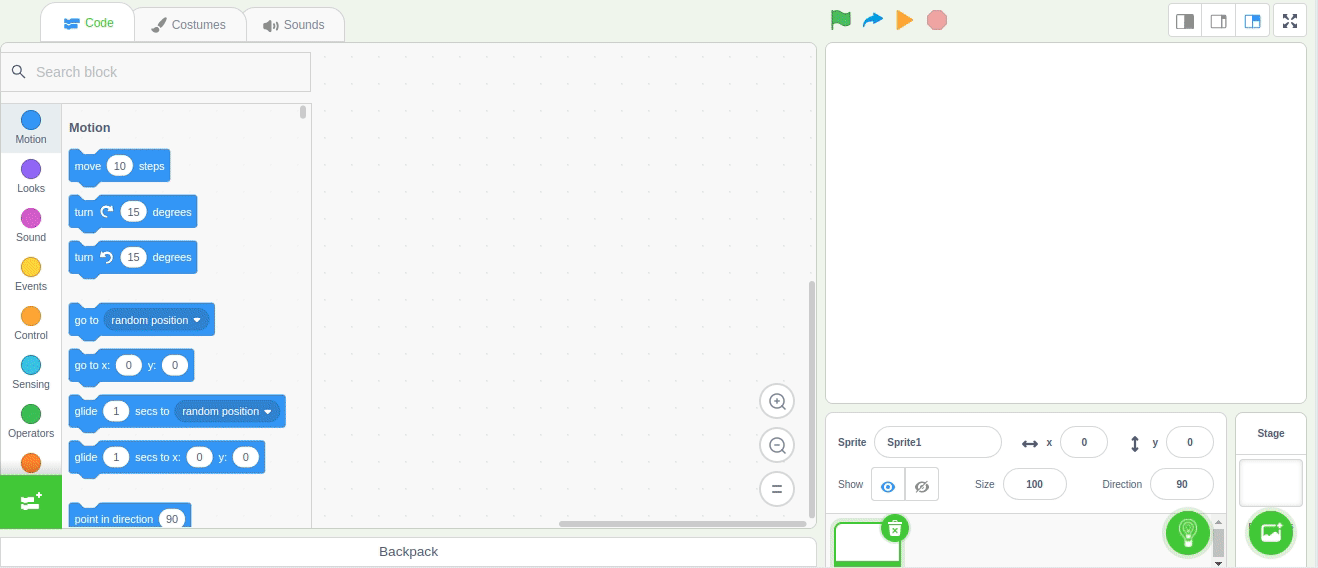 Code
Costumes
Sounds
Search block
Motion
Looks
Sound
Events
Control
Sensing
Operators
Motion
move 10 steps
turn 15 degrees
turn 15 degrees
go to random position
go to x: 0 y: 0
glide 1 secs to random position
glide 1 secs to x: 0 y: 0
point in direction 90
Backpack
Sprite Sprite1 x 0 y 0
Show Size 100 Direction 90
Stage